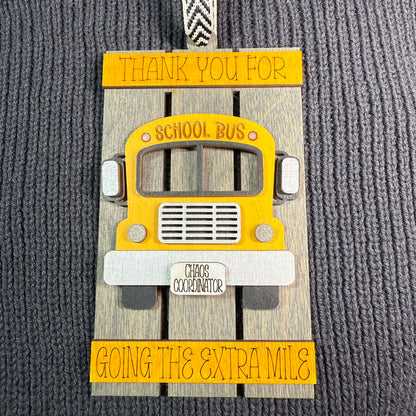 THANK YOU FOR
SCHOOL BUS
CHAOS
COORDINATOR
GOING THE EXTRA MILE